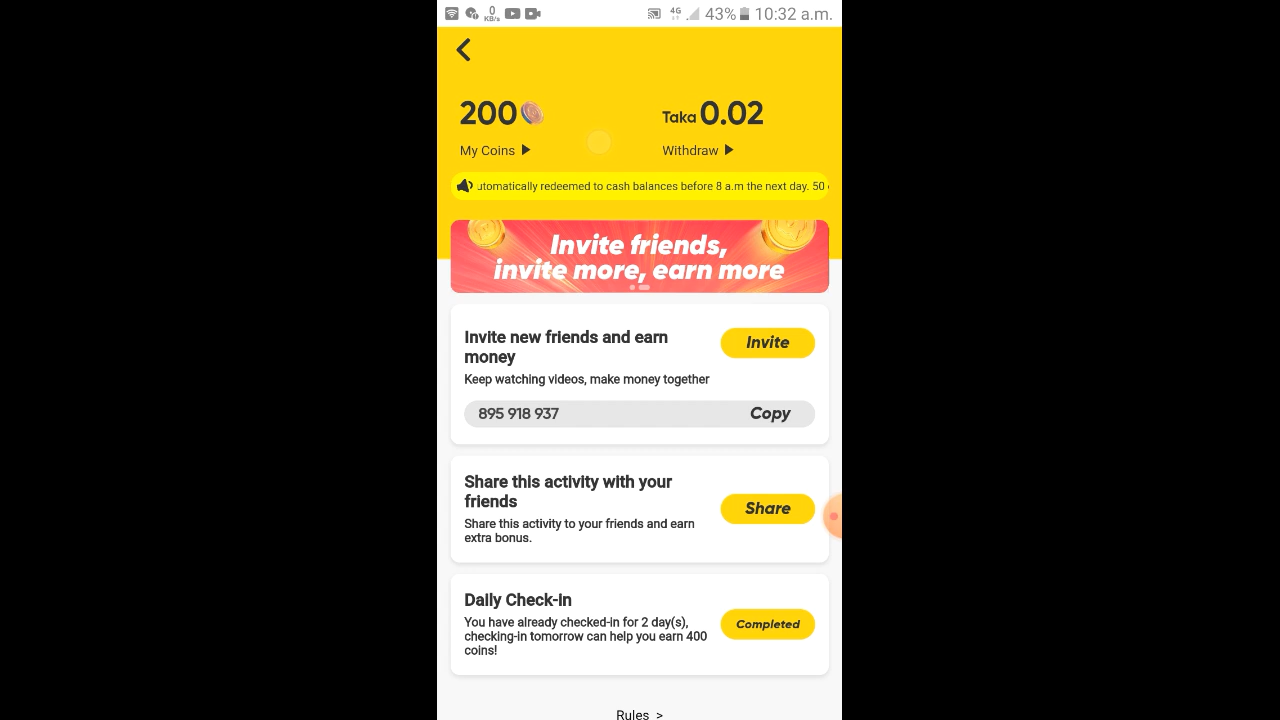 0
KB/s
4G
43%
10:32 a.m.
200
Taka 0.02
My Coins
Withdraw
utomatically redeemed to cash balances before 8 a.m the next day. 50
Invite friends,
invite more, earn more
Invite new friends and earn
money
Invite
Keep watching videos, make money together
895 918 937
Copy
Share this activity with your
friends
Share
Share this activity to your friends and earn
extra bonus.
Daily Check-in
You have already checked-in for 2 day(s),
checking-in tomorrow can help you earn 400
coins!
Completed
Rules >